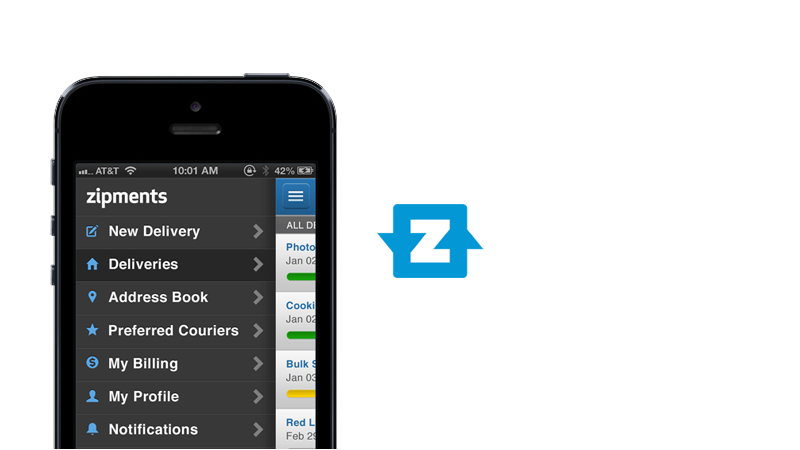 AT&T 10:01 AM 42%
zipments
New Delivery
Deliveries
Address Book
Preferred Couriers
My Billing
My Profile
Notifications
ALL DE
Photo
Jan 02
Cooki
Jan 02
Bulk S
Jan 03
Red L
Feb 29
Z